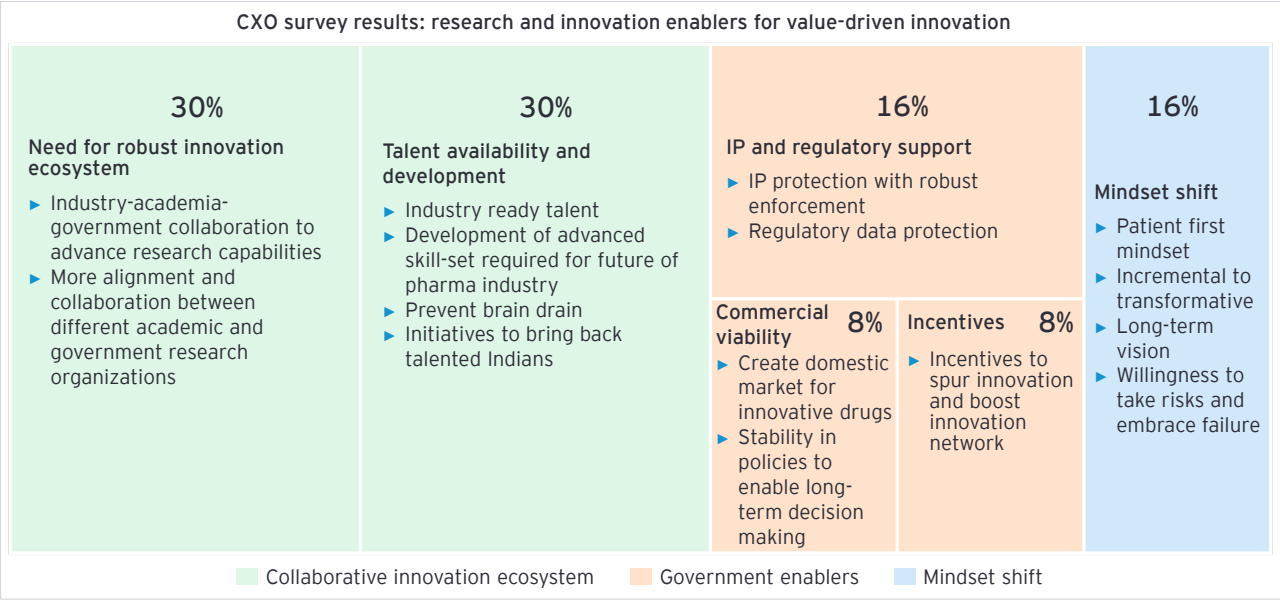 CXO survey results: research and innovation enablers for value-driven innovation
30%
Need for robust innovation
ecosystem
► Industry-academia-
government collaboration to
advance research capabilities
► More alignment and
collaboration between
different academic and
government research
organizations
30%
Talent availability and
development
► Industry ready talent
► Development of advanced
skill-set required for future of
pharma industry
► Prevent brain drain
► Initiatives to bring back
talented Indians
16%
IP and regulatory support
► IP protection with robust
enforcement
► Regulatory data protection
Commercial
viability
8%
► Create domestic
market for
innovative drugs
► Stability in
policies to
enable long-
term decision
making
Incentives 8%
► Incentives to
spur innovation
and boost
innovation
network
16%
Mindset shift
► Patient first
mindset
► Incremental to
transformative
► Long-term
vision
► Willingness to
take risks and
embrace failure
Collaborative innovation ecosystem Government enablers Mindset shift